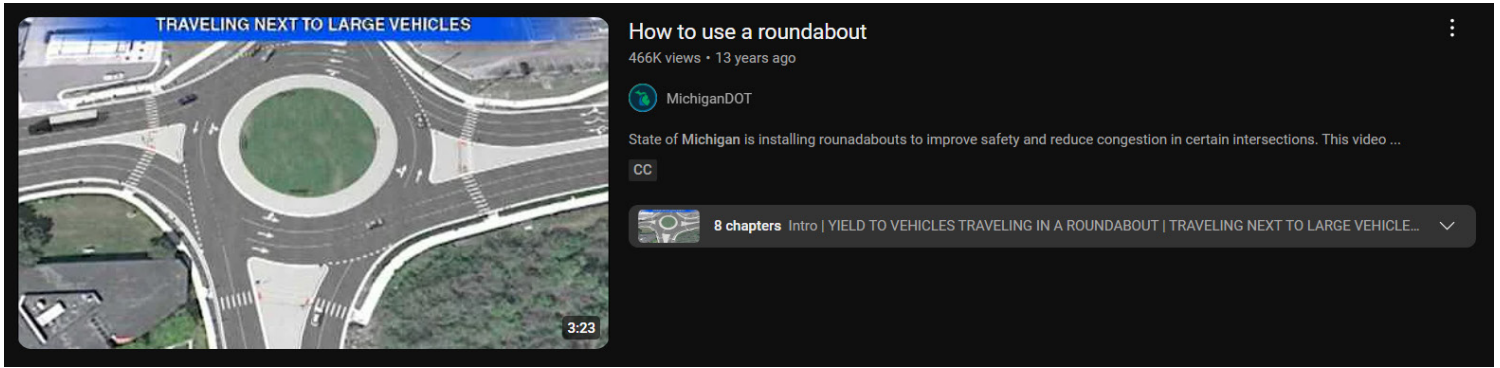 TRAVELING NEXT TO LARGE VEHICLES
3:23
How to use a roundabout
466K views • 13 years ago
MichiganDOT
State of Michigan is installing rounadabouts to improve safety and reduce congestion in certain intersections. This video ...
CC
8 chapters Intro | YIELD TO VEHICLES TRAVELING IN A ROUNDABOUT | TRAVELING NEXT TO LARGE VEHICLE...